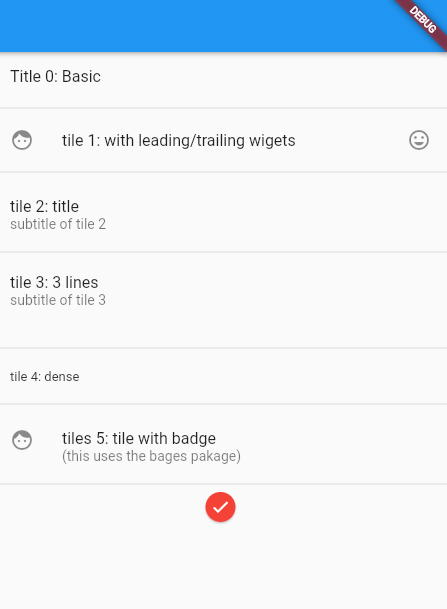 DEBUG
Title 0: Basic
tile 1: with leading/trailing wigets
tile 2: title
subtitle of tile 2
tile 3: 3 lines
subtitle of tile 3
tile 4: dense
tiles 5: tile with badge
(this uses the bages pakage)